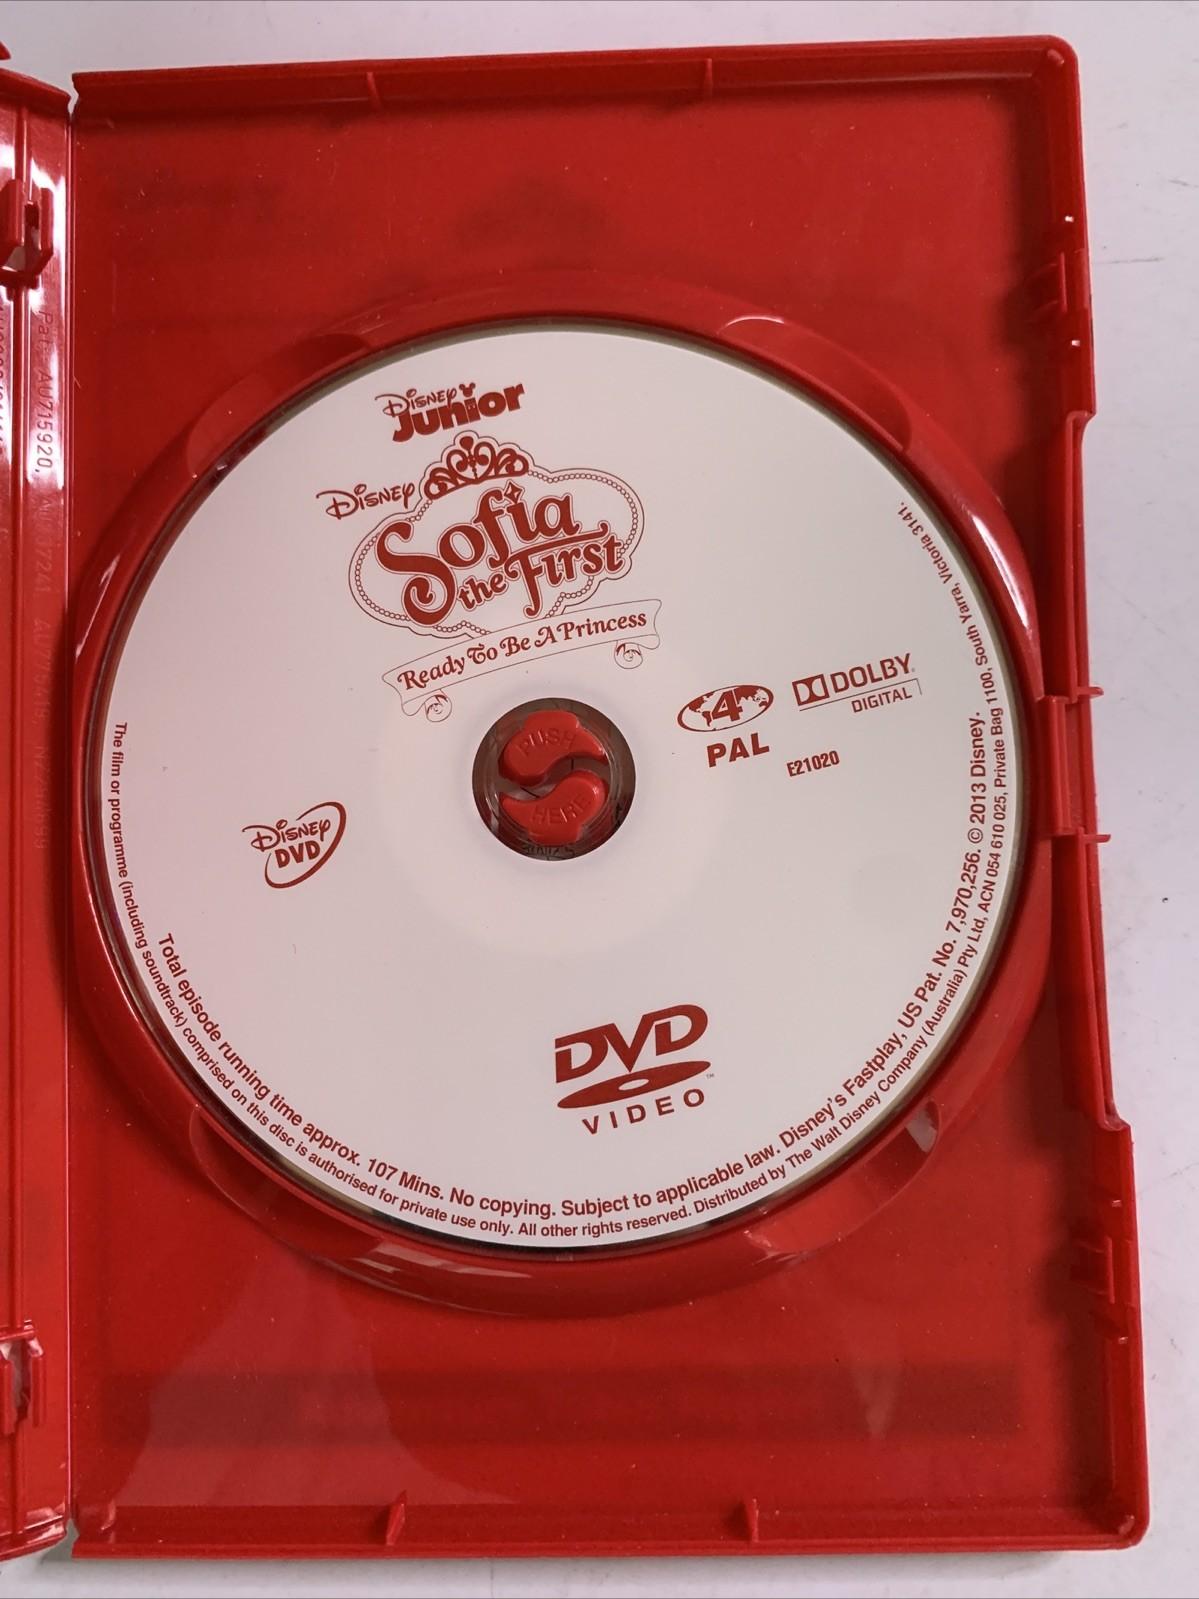 Disney
Junior
Disney
Sofia
the First
Ready To Be A Princess
4
PAL
DOLBY
DIGITAL
E21020
PUSH
HERE
Disney
DVD
DVD
VIDEO
Total episode running time approx. 107 Mins. No copying. Subject to applicable law. Disney's Fastplay, US Pat. No. 7,970,256. © 2013 Disney.
The film or programme (including soundtrack) comprised on this disc is authorised for private use only. All other rights reserved. Distributed by The Walt Disney Company (Australia) Pty Ltd, ACN 054 610 025, Private Bag 1100, South Yarra, Victoria 3141.
Pat. AU715920,